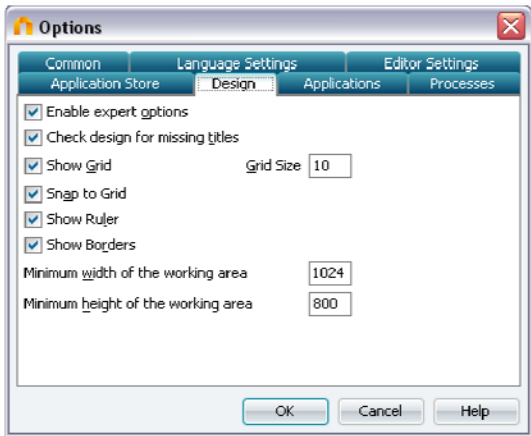 Options
Common Language Settings Editor Settings
Application Store Design Applications Processes
Enable expert options
Check design for missing titles
Show Grid Grid Size 10
Snap to Grid
Show Ruler
Show Borders
Minimum width of the working area 1024
Minimum height of the working area 800
OK Cancel Help